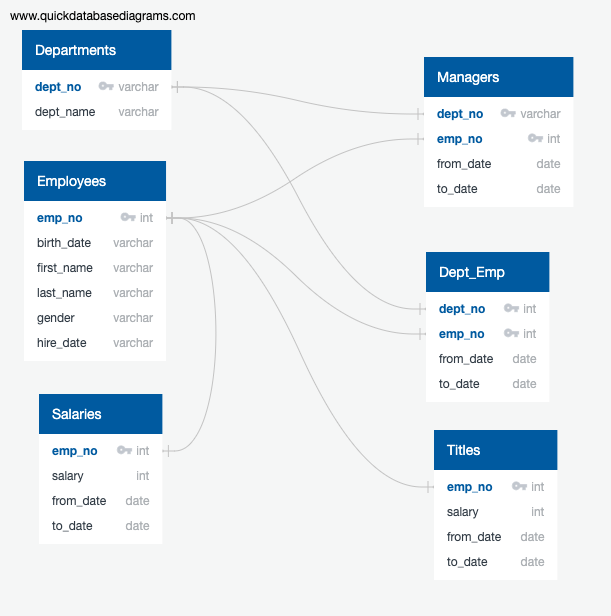 www.quickdatabasediagrams.com
Departments
dept_no varchar
dept_name varchar
Employees
emp_no int
birth_date varchar
first_name varchar
last_name varchar
gender varchar
hire_date varchar
Salaries
emp_no int
salary int
from_date date
to_date date
Managers
dept_no varchar
emp_no int
from_date date
to_date date
Dept_Emp
dept_no int
emp_no int
from_date date
to_date date
Titles
emp_no int
salary int
from_date date
to_date date